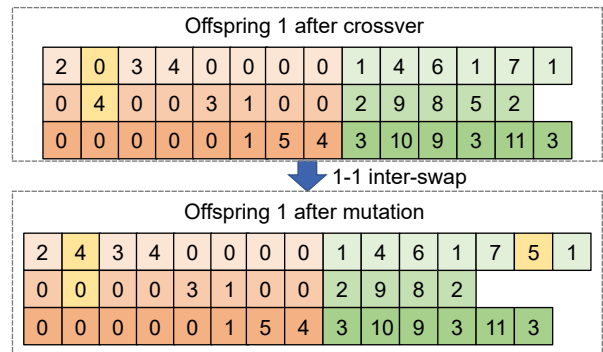 Offspring 1 after crossver
2 0 3 4 0 0 0 0 1 4 6 1 7 1
0 4 0 0 3 1 0 0 2 9 8 5 2
0 0 0 0 0 1 5 4 3 10 9 3 11 3
1-1 inter-swap
Offspring 1 after mutation
2 4 3 4 0 0 0 0 1 4 6 1 7 5 1
0 0 0 0 3 1 0 0 2 9 8 2
0 0 0 0 0 1 5 4 3 10 9 3 11 3